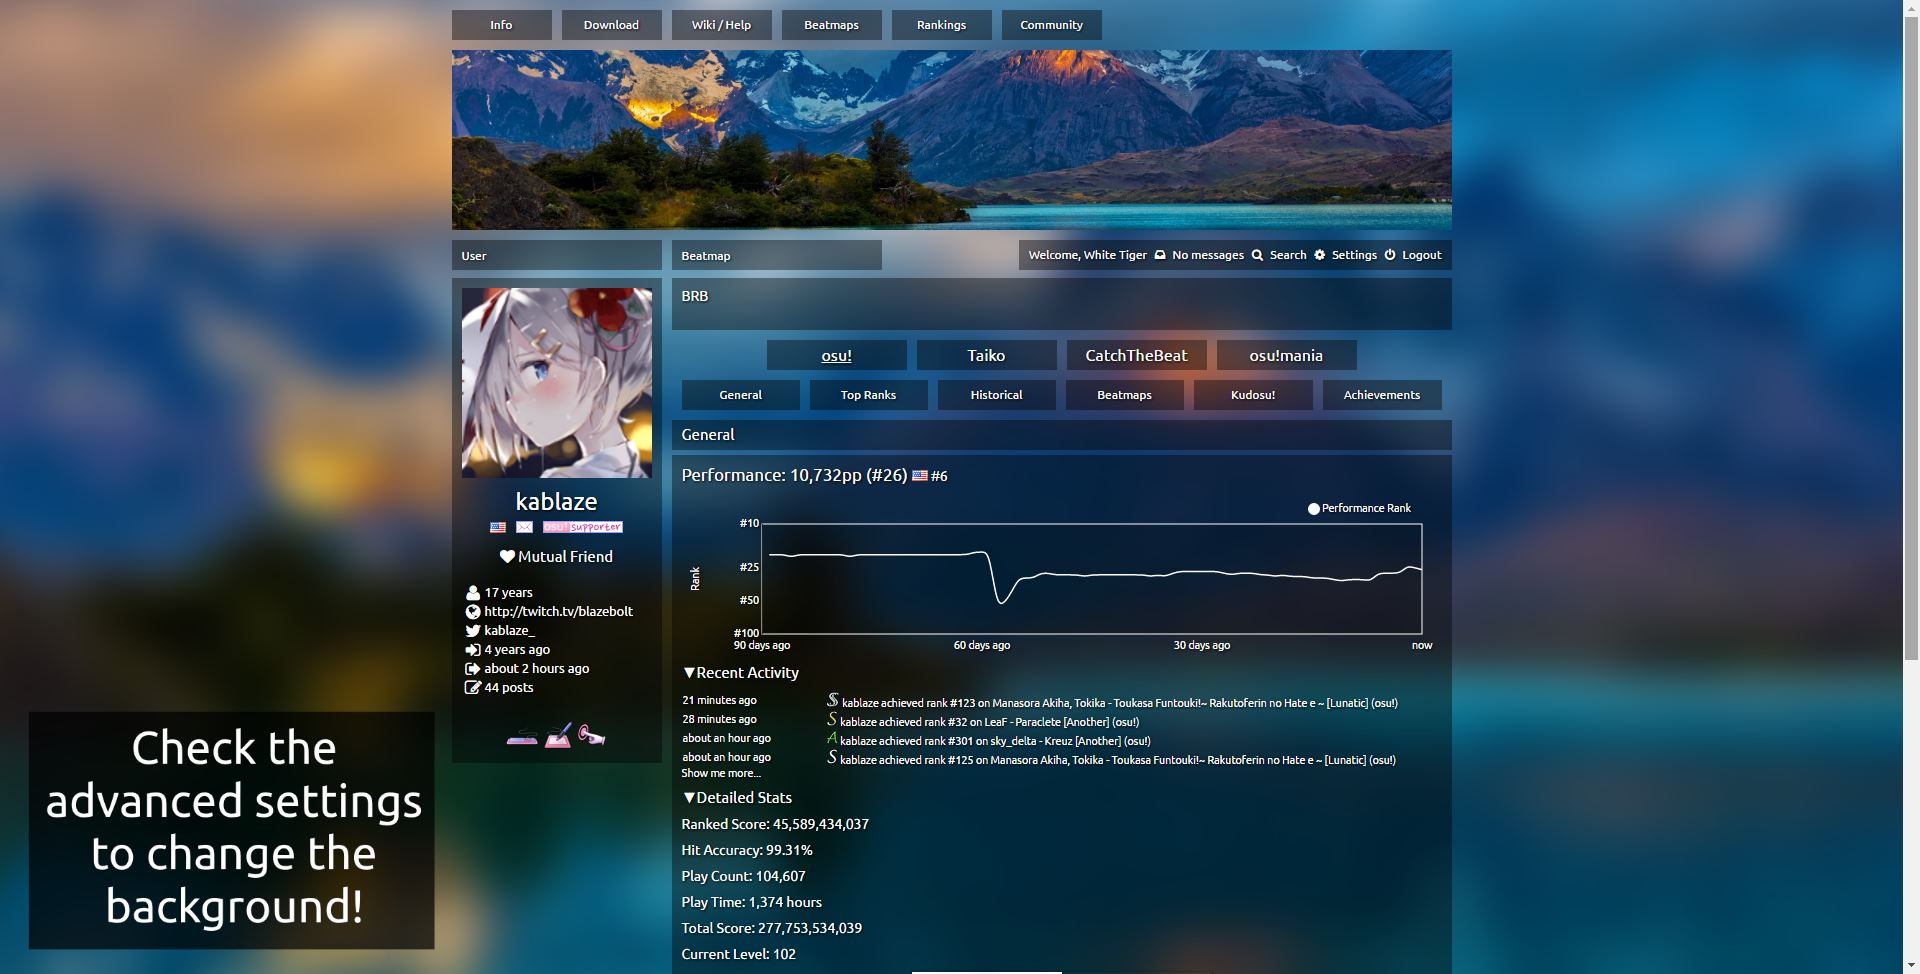 Info Download Wiki / Help Beatmaps Rankings Community
User Beatmap Welcome, White Tiger No messages Search Settings Logout
BRB
osu! Taiko CatchTheBeat osu!mania
General Top Ranks Historical Beatmaps Kudosu! Achievements
General
kablaze
osu!supporter
Mutual Friend
17 years
http://twitch.tv/blazebolt
kablaze_
4 years ago
about 2 hours ago
44 posts
Performance: 10,732pp (#26) #6
Performance Rank
Rank
#10
#25
#50
#100
90 days ago 60 days ago 30 days ago now
▼Recent Activity
21 minutes ago S kablaze achieved rank #123 on Manasora Akiha, Tokika - Toukasa Funtouki!~ Rakutoferin no Hate e ~ [Lunatic] (osu!)
28 minutes ago S kablaze achieved rank #32 on LeaF - Paraclete [Another] (osu!)
about an hour ago A kablaze achieved rank #301 on sky_delta - Kreuz [Another] (osu!)
about an hour ago S kablaze achieved rank #125 on Manasora Akiha, Tokika - Toukasa Funtouki!~ Rakutoferin no Hate e ~ [Lunatic] (osu!)
Show me more...
▼Detailed Stats
Ranked Score: 45,589,434,037
Hit Accuracy: 99.31%
Play Count: 104,607
Play Time: 1,374 hours
Total Score: 277,753,534,039
Current Level: 102
Check the
advanced settings
to change the
background!